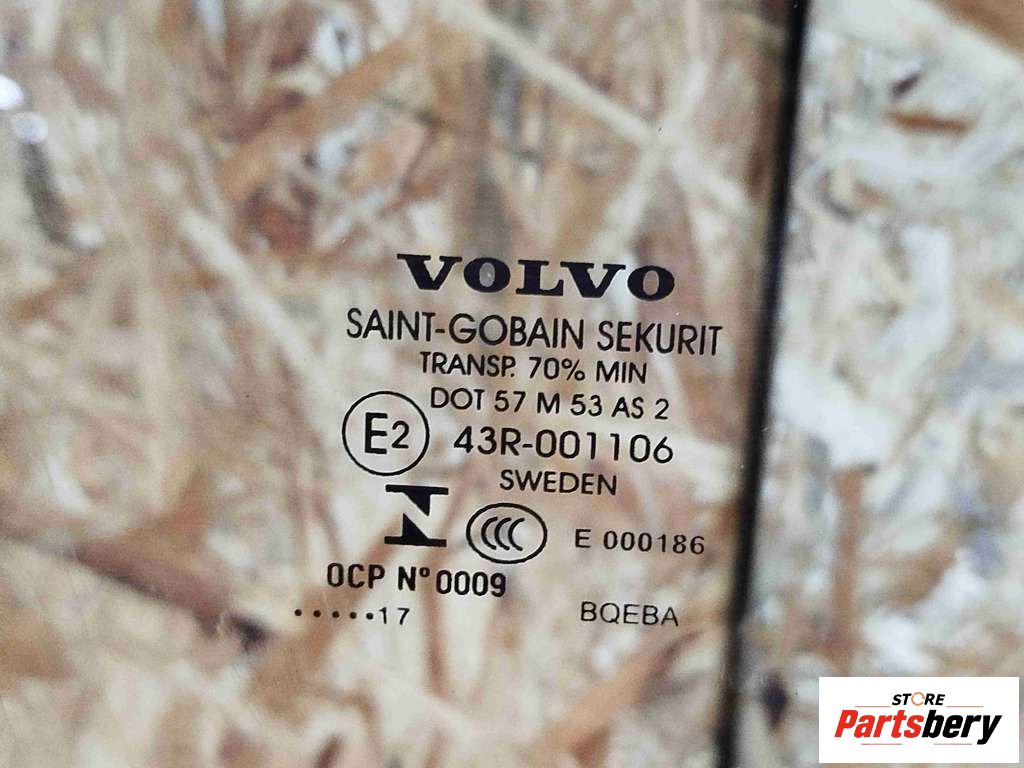 VOLVO
SAINT-GOBAIN SEKURIT
TRANSP. 70% MIN
DOT 57 M 53 AS 2
E2 43R-001106
SWEDEN
N CCC E 000186
OCP N° 0009
•••••17 BQEBA
STORE
Partsbery